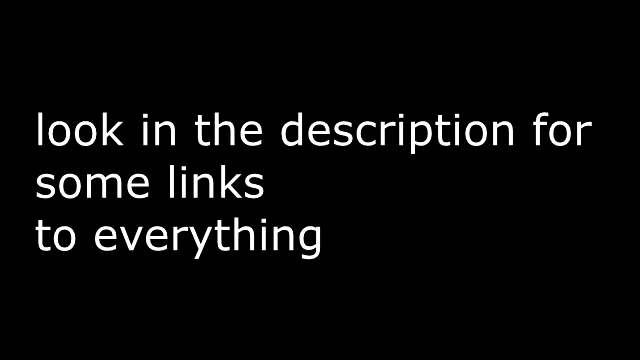 look in the description for
some links
to everything